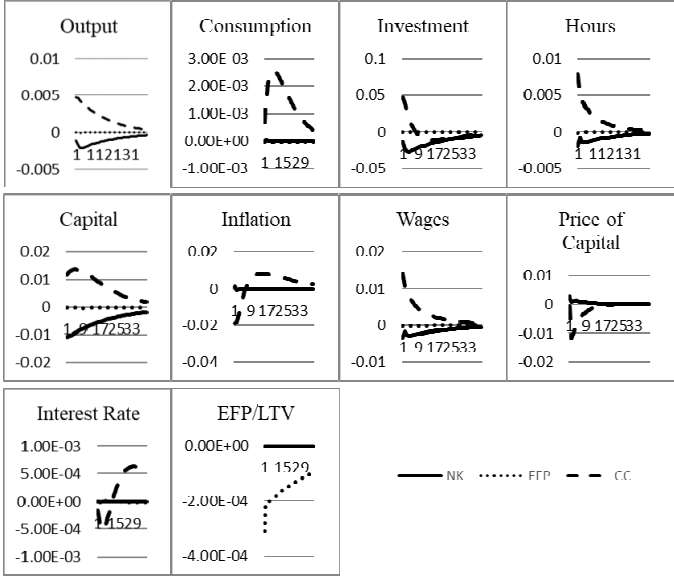 Output
0.01
0.005
0
-0.005
1 112131
Consumption
3.00E-03
2.00E-03
1.00E-03
0.00E+00
-1.00E-03
1 1529
Investment
0.1
0.05
0
-0.05
1 9 172533
Hours
0.01
0.005
0
-0.005
1 112131
Capital
0.02
0.01
0
-0.01
-0.02
1 9 172533
Inflation
0.02
0
-0.02
-0.04
1 9 172533
Wages
0.02
0.01
0
-0.01
1 9 172533
Price of
Capital
0.01
0
-0.01
-0.02
1 9 172533
Interest Rate
1.00E-03
5.00E-04
0.00E+00
-5.00E-04
-1.00E-03
1 1529
EFP/LTV
0.00E+00
-2.00E-04
-4.00E-04
1 1529
NK
EFP
CC